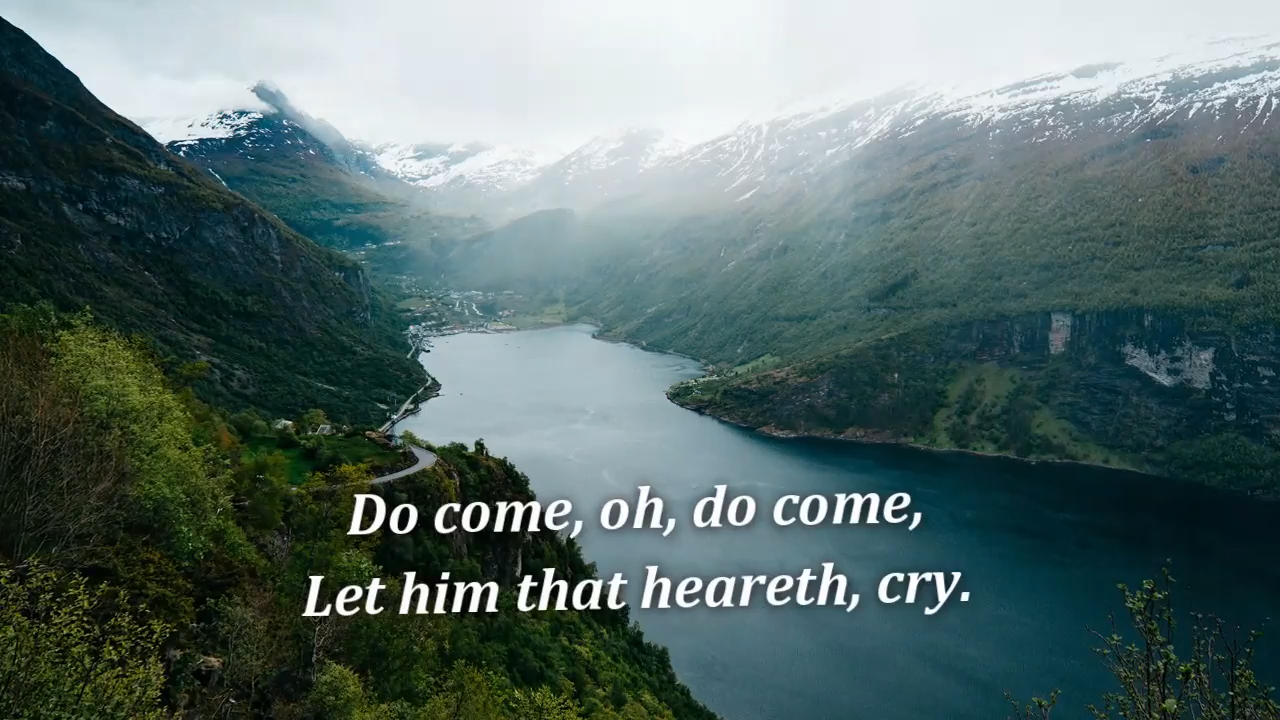 Do come, oh, do come,
Let him that heareth, cry.